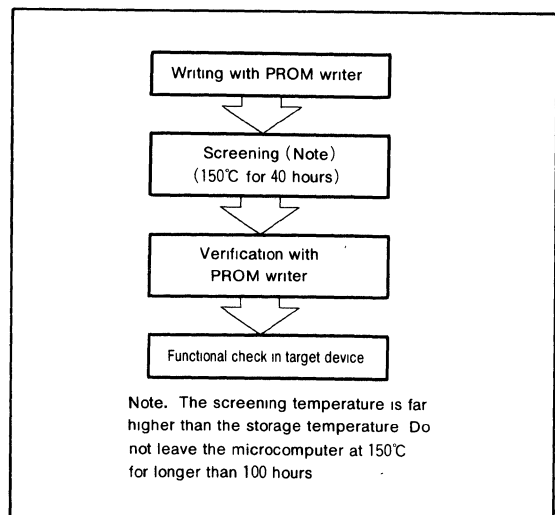 Writing with PROM writer
Screening (Note)
(150℃ for 40 hours)
Verification with
PROM writer
Functional check in target device
Note. The screening temperature is far
higher than the storage temperature Do
not leave the microcomputer at 150℃
for longer than 100 hours